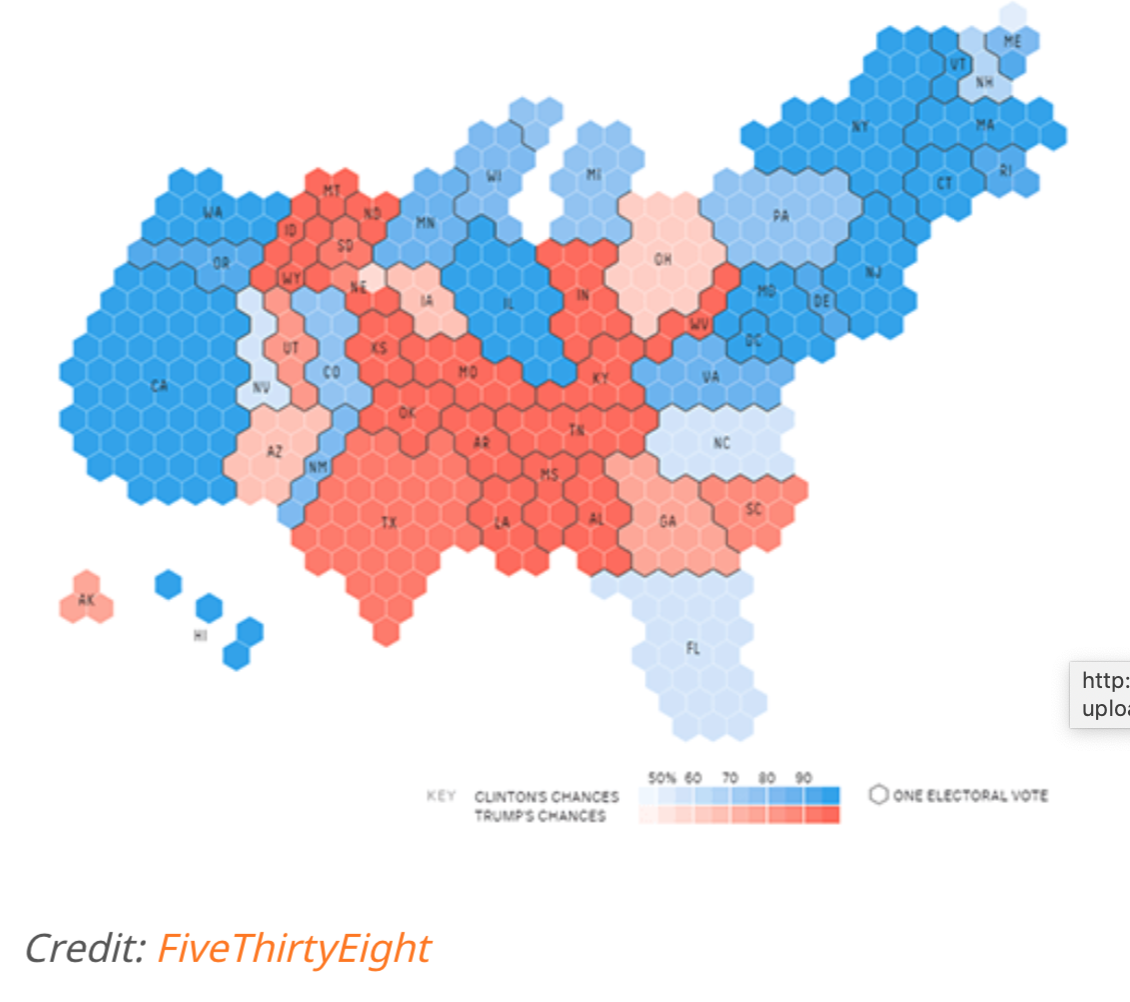 ME
VT
NH
NY
MA
WI
MI
CT
RI
MT
WA
ND
MN
PA
ID
SD
OR
OH
NJ
WY
NE
IA
IL
IN
MD
DE
WV
DC
UT
KS
CA
NV
CO
MO
KY
VA
OK
TN
AZ
AR
NC
NM
MS
TX
LA
AL
GA
SC
AK
HI
FL
http:
uploa
50% 60 70 80 90
KEY CLINTON'S CHANCES
TRUMP'S CHANCES
ONE ELECTORAL VOTE
Credit: FiveThirtyEight